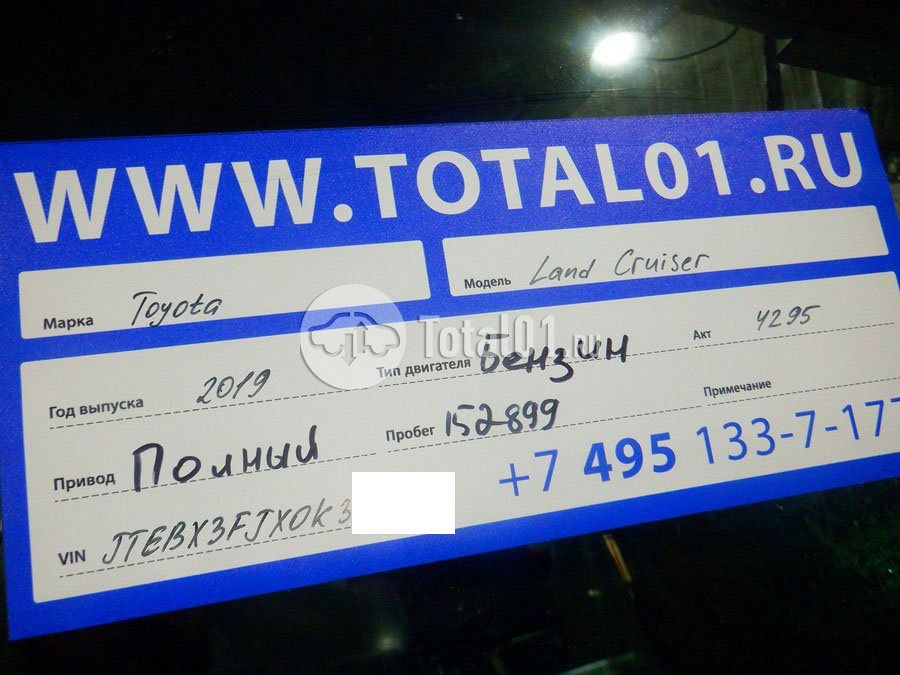 WWW.TOTAL01.RU
Марка Toyota
Модель Land Cruiser
Total01.ru
Год выпуска 2019
Тип двигателя Бензин
Акт 4295
Привод Полный
Пробег 152899
Примечание
+7 495 133-7-177
VIN JTEBX3FJX0K3